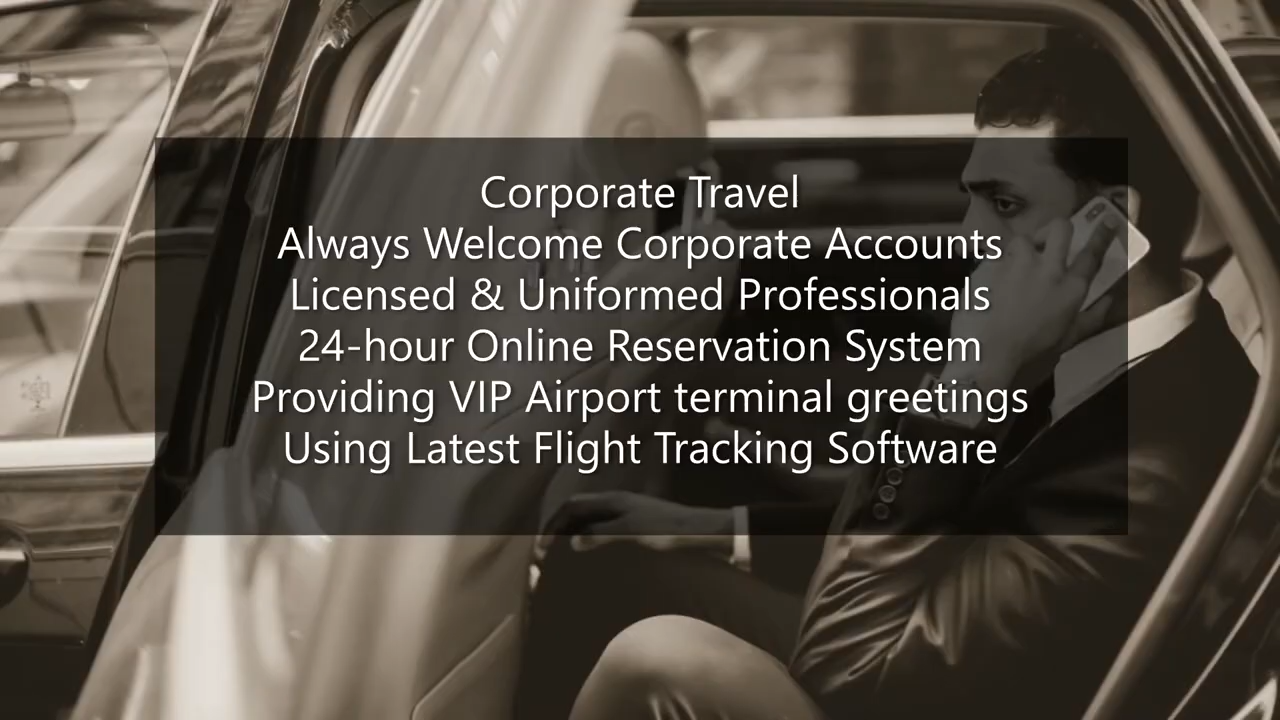 Corporate Travel
Always Welcome Corporate Accounts
Licensed & Uniformed Professionals
24-hour Online Reservation System
Providing VIP Airport terminal greetings
Using Latest Flight Tracking Software